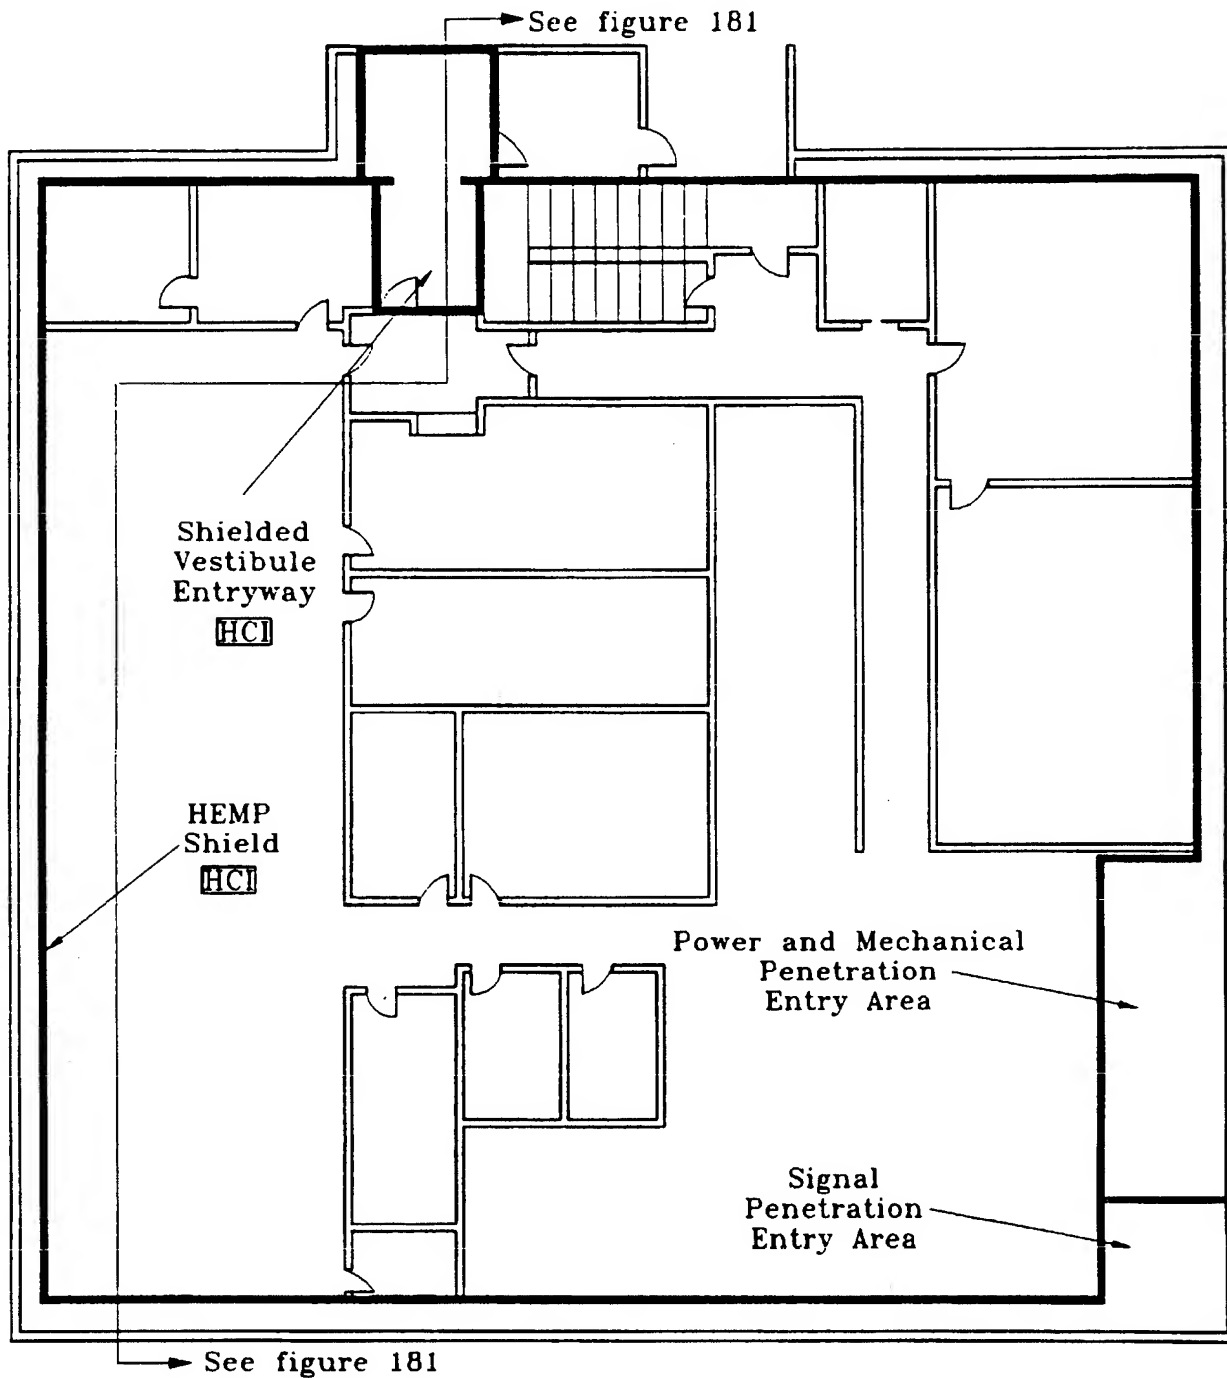 See figure 181
Shielded
Vestibule
Entryway
HCI
HEMP
Shield
HCI
Power and Mechanical
Penetration
Entry Area
Signal
Penetration
Entry Area
See figure 181